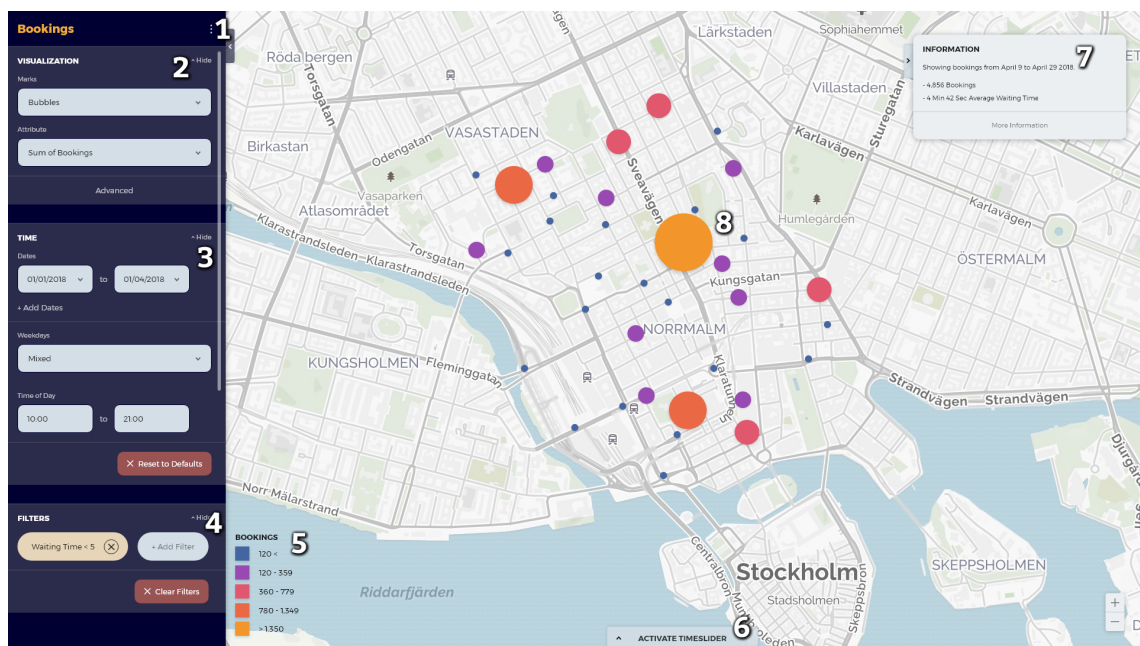 Bookings
1
VISUALIZATION
^ Hide
2
Marks
Bubbles
Attribute
Sum of Bookings
Advanced
TIME
^ Hide
3
Dates
01/01/2018 to 01/04/2018
+ Add Dates
Weekdays
Mixed
Time of Day
10:00 to 21:00
× Reset to Defaults
FILTERS
^ Hide
4
Waiting Time < 5
+ Add Filter
× Clear Filters
BOOKINGS
5
120 <
120 - 359
360 - 779
780 - 1.349
> 1.350
ACTIVATE TIMESLIDER
6
INFORMATION
7
Showing bookings from April 9 to April 29 2018.
- 4.856 Bookings
- 4 Min 42 Sec Average Waiting Time
More Information
8
Lärkstaden
Sophiahemmet
Röda bergen
Torsgatan
Villastaden
Sturegatan
VASASTADEN
Karlavägen
Birkastan
Odengatan
Sveavägen
Vasaparken
Atlasområdet
Humlegården
Karlavägen
Klarastrandsleden
Klarastrandsleden
Torsgatan
ÖSTERMALM
Kungsgatan
NORRMALM
KUNGSHOLMEN
Fleminggatan
Strandvägen
Strandvägen
Norr Mälarstrand
Centralbron
Stockholm
Skeppsbron
SKEPPSHOLMEN
Riddarfjärden
Stadsholmen
+
−